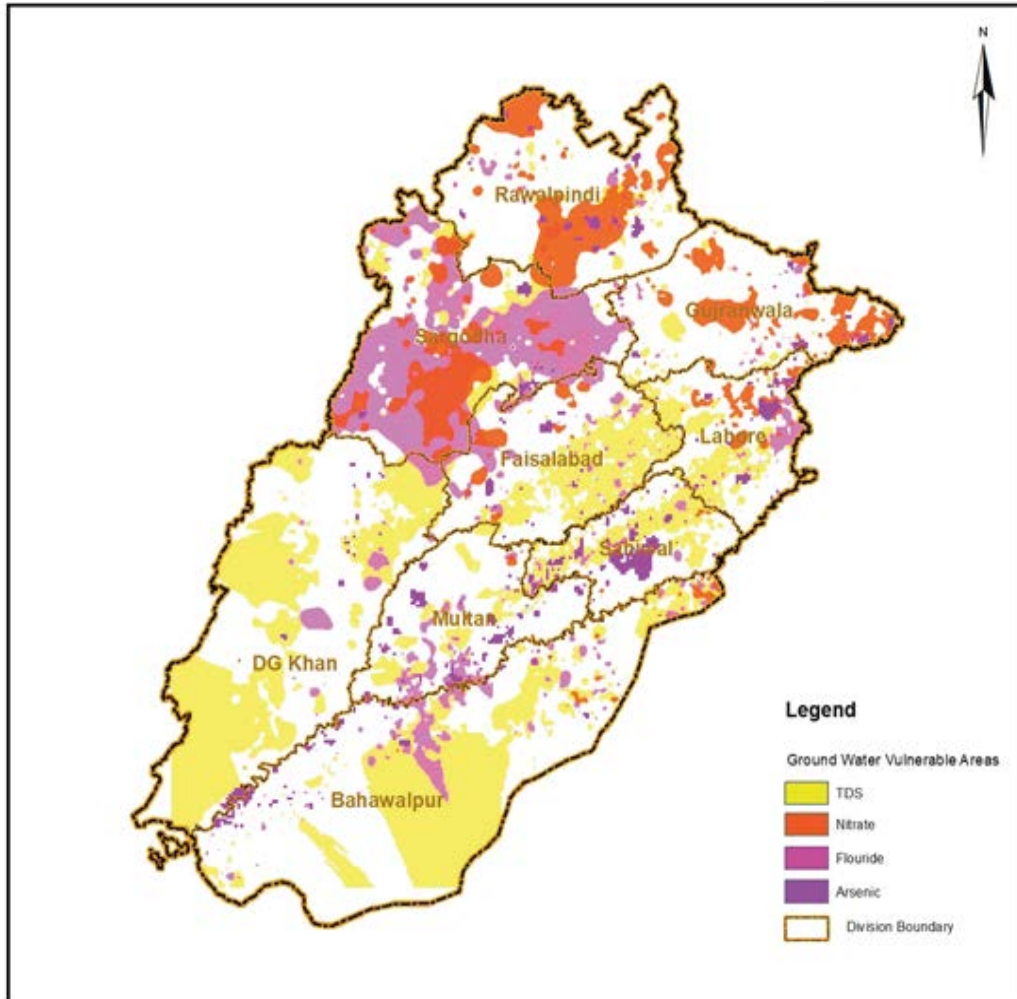 N
Rawalpindi
Gujranwala
Sargodha
Lahore
Faisalabad
Sahiwal
Multan
DG Khan
Bahawalpur
Legend
Ground Water Vulnerable Areas
TDS
Nitrate
Flouride
Arsenic
Division Boundary